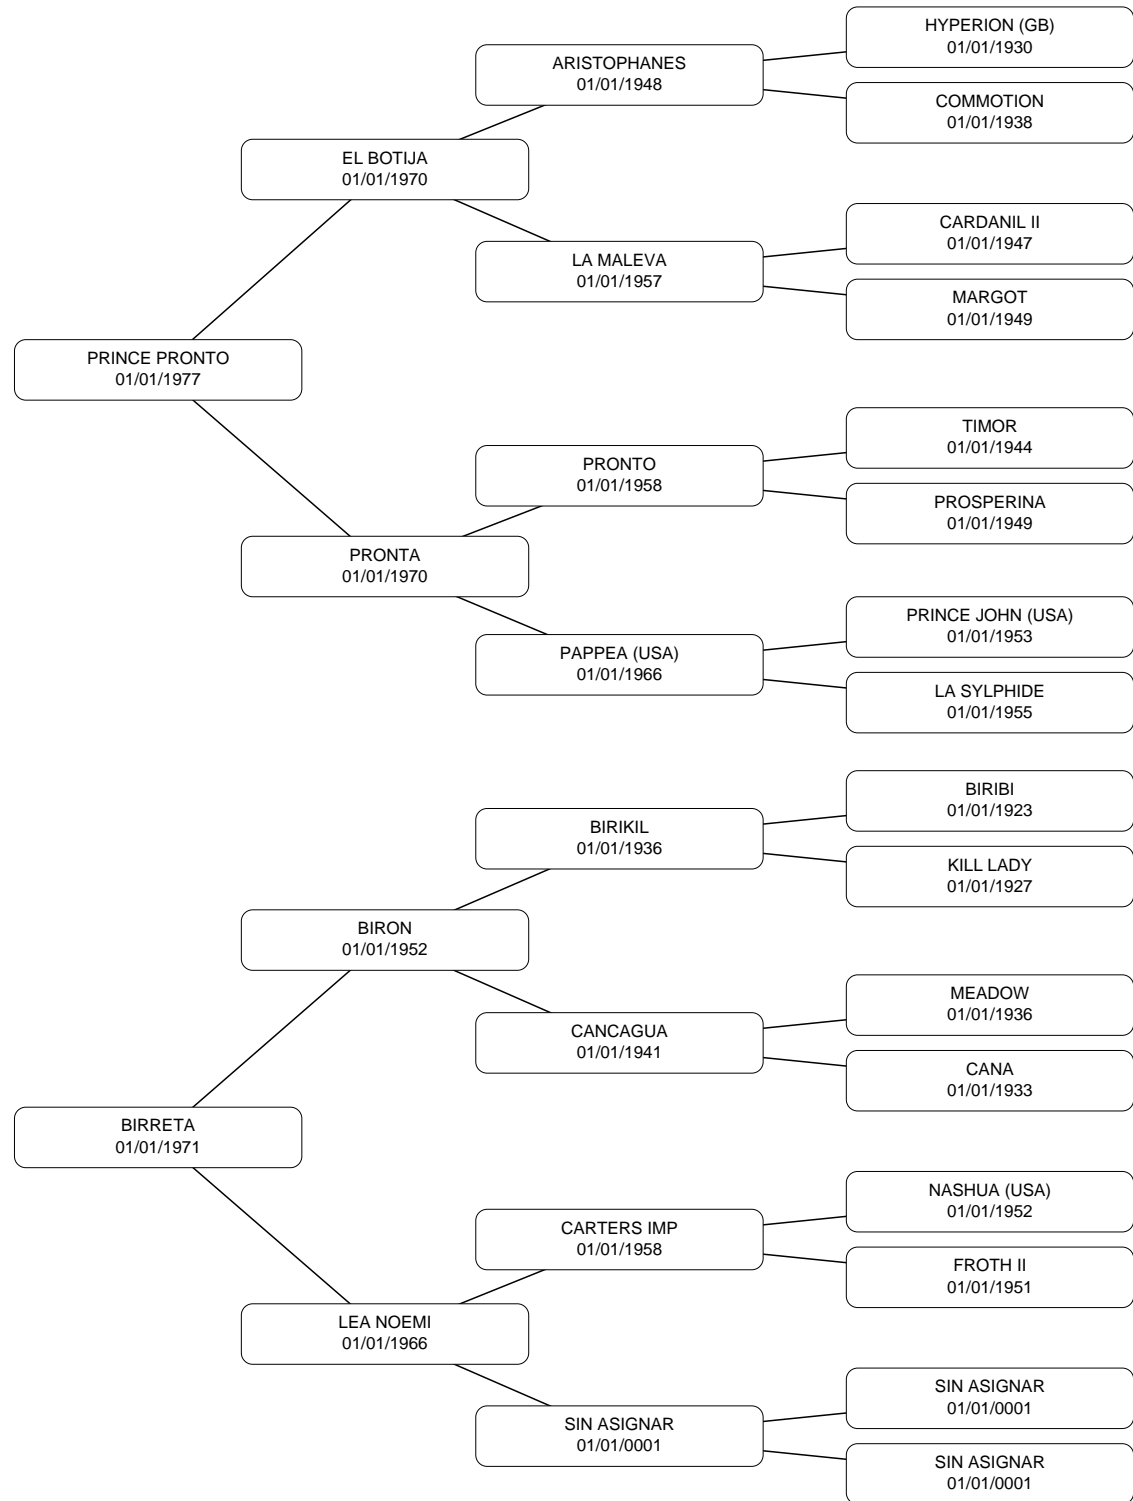 HYPERION (GB)
01/01/1930
ARISTOPHANES
01/01/1948
COMMOTION
01/01/1938
EL BOTIJA
01/01/1970
CARDANIL II
01/01/1947
LA MALEVA
01/01/1957
MARGOT
01/01/1949
PRINCE PRONTO
01/01/1977
TIMOR
01/01/1944
PRONTO
01/01/1958
PROSPERINA
01/01/1949
PRONTA
01/01/1970
PRINCE JOHN (USA)
01/01/1953
PAPPEA (USA)
01/01/1966
LA SYLPHIDE
01/01/1955
BIRIBI
01/01/1923
BIRIKIL
01/01/1936
KILL LADY
01/01/1927
BIRON
01/01/1952
MEADOW
01/01/1936
CANCAGUA
01/01/1941
CANA
01/01/1933
BIRRETA
01/01/1971
NASHUA (USA)
01/01/1952
CARTERS IMP
01/01/1958
FROTH II
01/01/1951
LEA NOEMI
01/01/1966
SIN ASIGNAR
01/01/0001
SIN ASIGNAR
01/01/0001
SIN ASIGNAR
01/01/0001